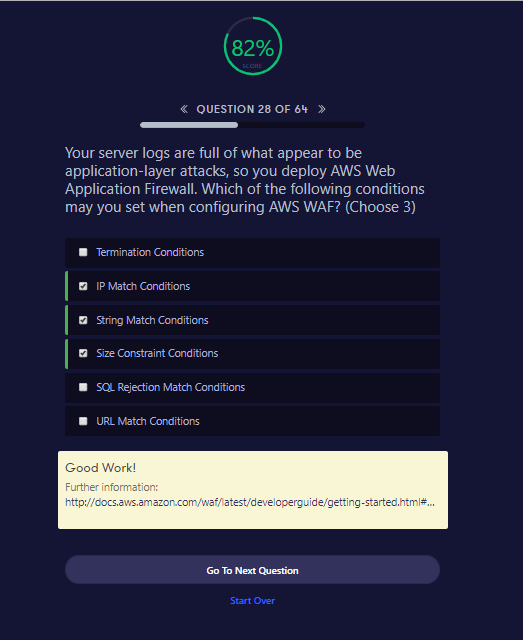 82%
SCORE
« QUESTION 28 OF 64 »
Your server logs are full of what appear to be
application-layer attacks, so you deploy AWS Web
Application Firewall. Which of the following conditions
may you set when configuring AWS WAF? (Choose 3)
Termination Conditions
IP Match Conditions
String Match Conditions
Size Constraint Conditions
SQL Rejection Match Conditions
URL Match Conditions
Good Work!
Further information:
http://docs.aws.amazon.com/waf/latest/developerguide/getting-started.html#...
Go To Next Question
Start Over